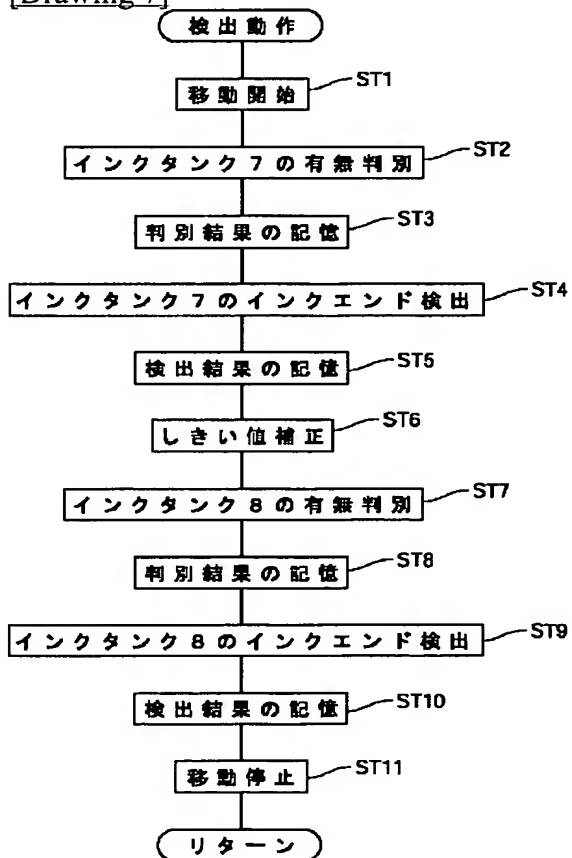 [Drawing 7]
検出動作
移動開始 ST1
インクタンク7の有無判別 ST2
判別結果の記憶 ST3
インクタンク7のインクエンド検出 ST4
検出結果の記憶 ST5
しきい値補正 ST6
インクタンク8の有無判別 ST7
判別結果の記憶 ST8
インクタンク8のインクエンド検出 ST9
検出結果の記憶 ST10
移動停止 ST11
リターン